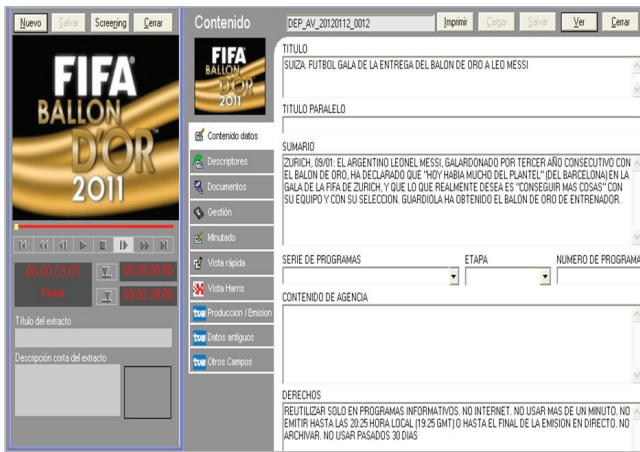 Nuevo Salvar Screening Cerrar
FIFA
BALLON
D'OR™
2011
00:00:03:05
Pausa
00:00:00:00
00:02:28:06
Título del extracto
Descripción corta del extracto
Contenido
FIFA
BALLON
D'OR
2011
Contenido datos
Descriptores
Documentos
Gestión
Minutado
Vista rápida
Vista Harris
tve Produccion / Emision
tve Datos antiguos
tve Otros Campos
DEP_AV_20120112_0012 Imprimir Cargar Salvar Ver Cerrar
TITULO
SUIZA. FUTBOL GALA DE LA ENTREGA DEL BALON DE ORO A LEO MESSI
TITULO PARALELO
SUMARIO
ZURICH, 09/01: EL ARGENTINO LEONEL MESSI, GALARDONADO POR TERCER AÑO CONSECUTIVO CON
EL BALON DE ORO, HA DECLARADO QUE "HOY HABIA MUCHO DEL PLANTEL" (DEL BARCELONA) EN LA
GALA DE LA FIFA DE ZURICH, Y QUE LO QUE REALMENTE DESEA ES "CONSEGUIR MAS COSAS" CON
SU EQUIPO Y CON SU SELECCION. GUARDIOLA HA OBTENIDO EL BALON DE ORO DE ENTRENADOR.
SERIE DE PROGRAMAS ETAPA NUMERO DE PROGRAMA
CONTENIDO DE AGENCIA
DERECHOS
REUTILIZAR SOLO EN PROGRAMAS INFORMATIVOS. NO INTERNET. NO USAR MAS DE UN MINUTO. NO
EMITIR HASTA LAS 20:25 HORA LOCAL (19:25 GMT) O HASTA EL FINAL DE LA EMISION EN DIRECTO. NO
ARCHIVAR. NO USAR PASADOS 30 DIAS